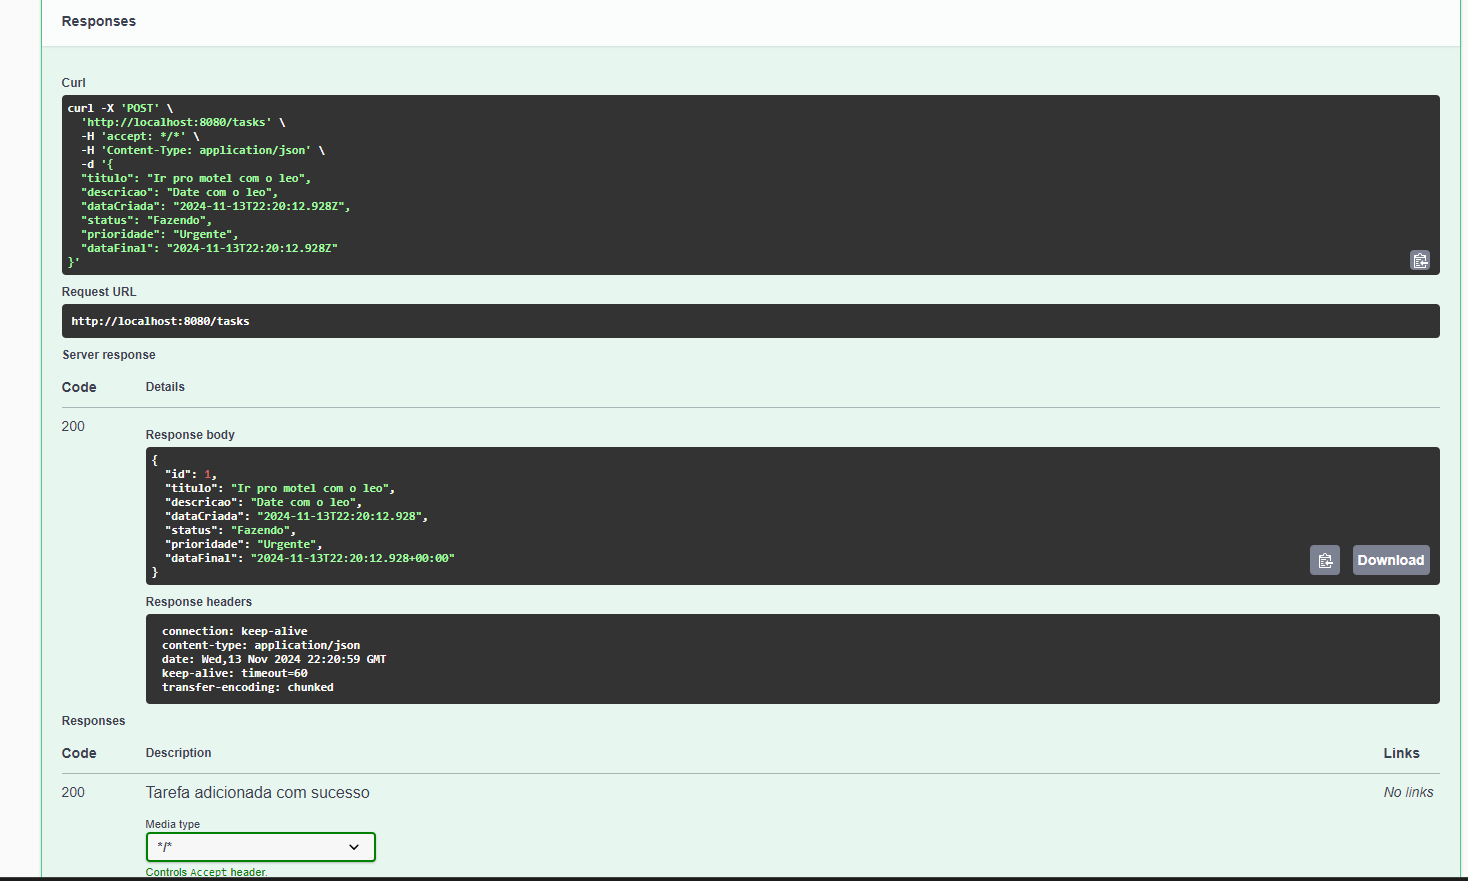 Responses
Curl
curl -X 'POST' \
  'http://localhost:8080/tasks' \
  -H 'accept: */*' \
  -H 'Content-Type: application/json' \
  -d '{
  "titulo": "Ir pro motel com o leo",
  "descricao": "Date com o leo",
  "dataCriada": "2024-11-13T22:20:12.928Z",
  "status": "Fazendo",
  "prioridade": "Urgente",
  "dataFinal": "2024-11-13T22:20:12.928Z"
}'
Request URL
http://localhost:8080/tasks
Server response
Code Details
200
Response body
{
  "id": 1,
  "titulo": "Ir pro motel com o leo",
  "descricao": "Date com o leo",
  "dataCriada": "2024-11-13T22:20:12.928",
  "status": "Fazendo",
  "prioridade": "Urgente",
  "dataFinal": "2024-11-13T22:20:12.928+00:00"
}
Download
Response headers
connection: keep-alive
content-type: application/json
date: Wed,13 Nov 2024 22:20:59 GMT
keep-alive: timeout=60
transfer-encoding: chunked
Responses
Code Description Links
200 Tarefa adicionada com sucesso No links
Media type
*/*
Controls Accept header.